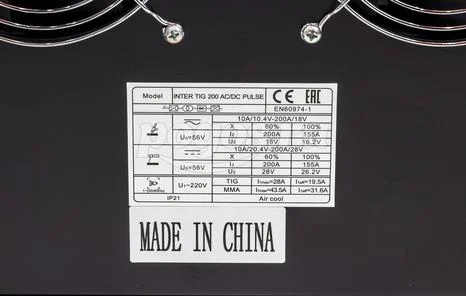 Model INTER TIG 200 AC/DC PULSE CE EAC
EN60974-1
10A/10.4V-200A/18V
X 60% 100%
U₀=56V I₂ 200A 155A
U₂ 18V 16.2V
10A/20.4V-200A/28V
X 60% 100%
U₀=56V I₂ 200A 155A
U₂ 28V 26.2V
U₁~220V TIG I₁max=28A I₁eff=19.5A
MMA I₁max=43.5A I₁eff=31.6A
IP21 Air cool
MADE IN CHINA